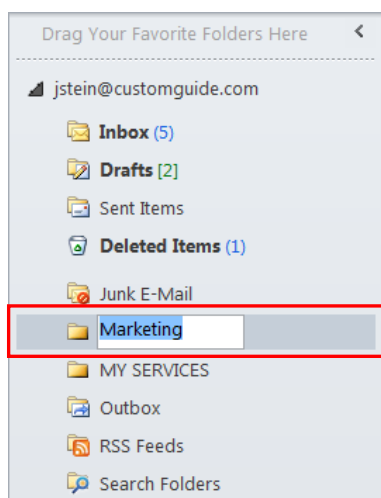 Drag Your Favorite Folders Here
jstein@customguide.com
Inbox (5)
Drafts [2]
Sent Items
Deleted Items (1)
Junk E-Mail
Marketing
MY SERVICES
Outbox
RSS Feeds
Search Folders